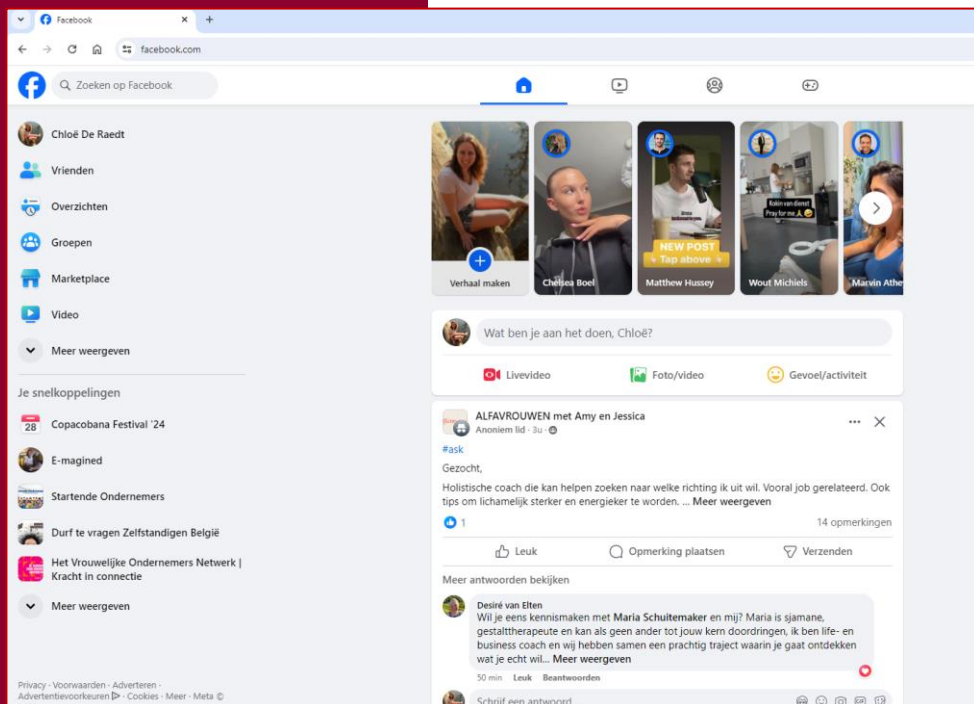 Facebook
facebook.com
Zoeken op Facebook
Chloë De Raedt
Vrienden
Overzichten
Groepen
Marketplace
Video
Meer weergeven
Je snelkoppelingen
28
Copacobana Festival '24
E-magined
Startende Ondernemers
Durf te vragen Zelfstandigen België
Het Vrouwelijke Ondernemers Netwerk |
Kracht in connectie
Meer weergeven
Privacy · Voorwaarden · Adverteren ·
Advertentievoorkeuren · Cookies · Meer · Meta ©
Verhaal maken
Chelsea Boel
NEW POST
Tap above
Matthew Hussey
Pray for me
Wout Michiels
Marvin Athe
Wat ben je aan het doen, Chloë?
Livevideo
Foto/video
Gevoel/activiteit
ALFAVROUWEN met Amy en Jessica
Anoniem lid · 3u ·
#ask
Gezocht,
Holistische coach die kan helpen zoeken naar welke richting ik uit wil. Vooral job gerelateerd. Ook
tips om lichamelijk sterker en energieker te worden. ... Meer weergeven
1
14 opmerkingen
Leuk
Opmerking plaatsen
Verzenden
Meer antwoorden bekijken
Desiré van Elten
Wil je eens kennismaken met Maria Schuitemaker en mij? Maria is sjamane,
gestalttherapeute en kan als geen ander tot jouw kern doordringen, ik ben life- en
business coach en wij hebben samen een prachtig traject waarin je gaat ontdekken
wat je echt wil... Meer weergeven
50 min Leuk Beantwoorden
Schrijf een antwoord
GIF